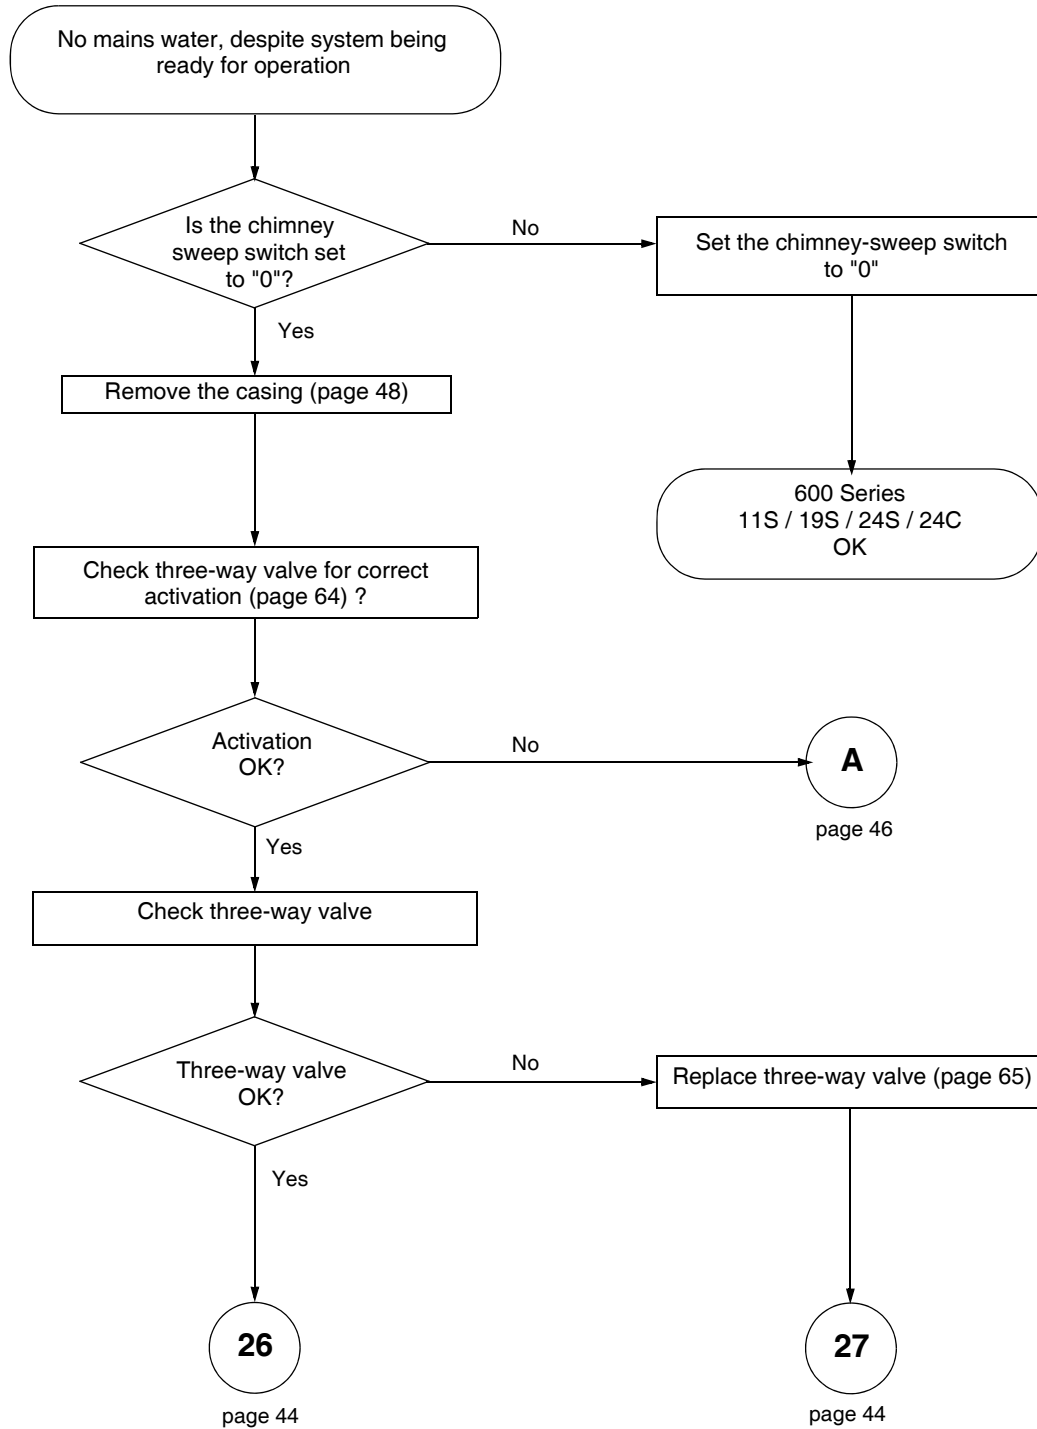 No mains water, despite system being
ready for operation
Is the chimney
sweep switch set
to "0"?
No
Set the chimney-sweep switch
to "0"
Yes
Remove the casing (page 48)
600 Series
11S / 19S / 24S / 24C
OK
Check three-way valve for correct
activation (page 64) ?
Activation
OK?
No
A
page 46
Yes
Check three-way valve
Three-way valve
OK?
No
Replace three-way valve (page 65)
Yes
26
page 44
27
page 44